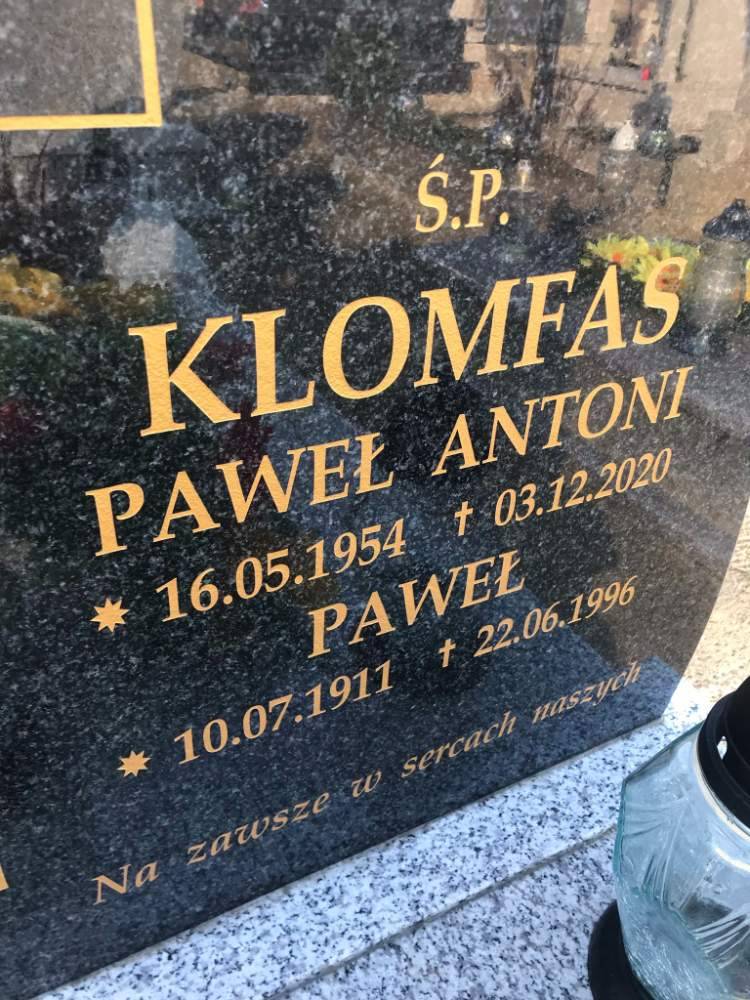 Ś.P.
KLOMFAS
PAWEŁ ANTONI
✷ 16.05.1954 ✝ 03.12.2020
PAWEŁ
✷ 10.07.1911 ✝ 22.06.1996
Na zawsze w sercach naszych